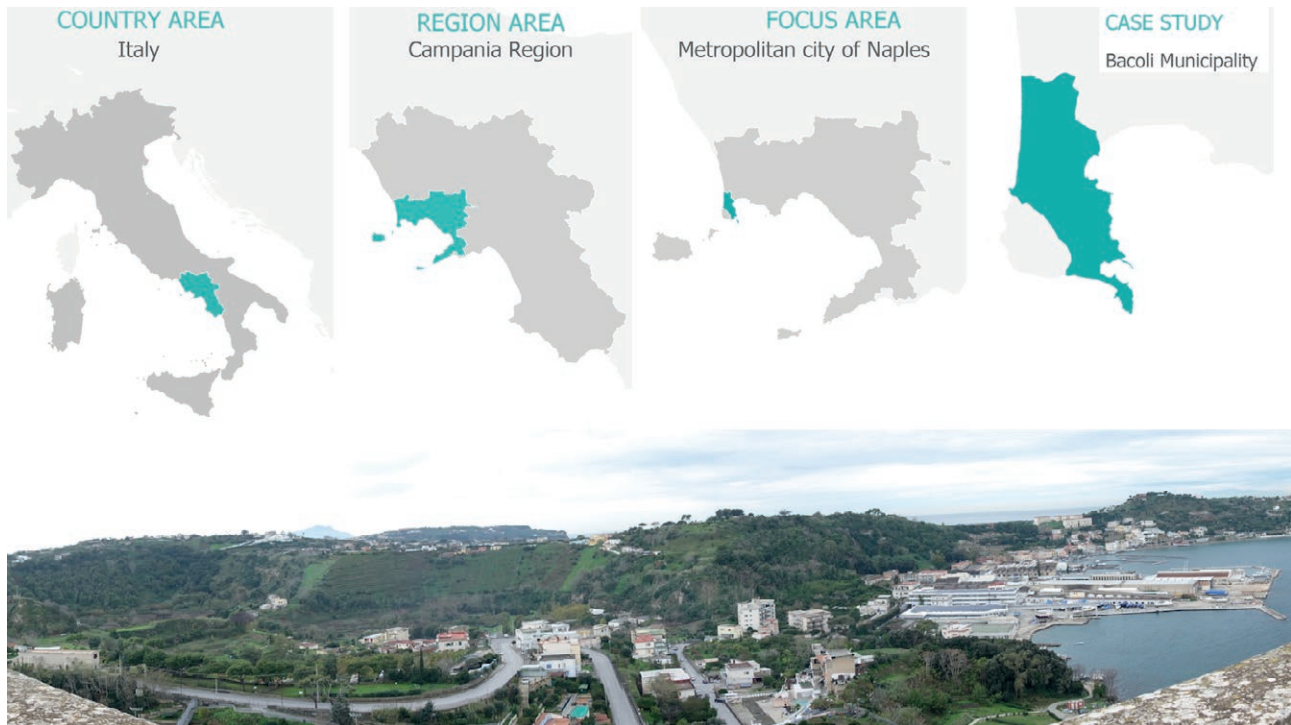 COUNTRY AREA
Italy
REGION AREA
Campania Region
FOCUS AREA
Metropolitan city of Naples
CASE STUDY
Bacoli Municipality